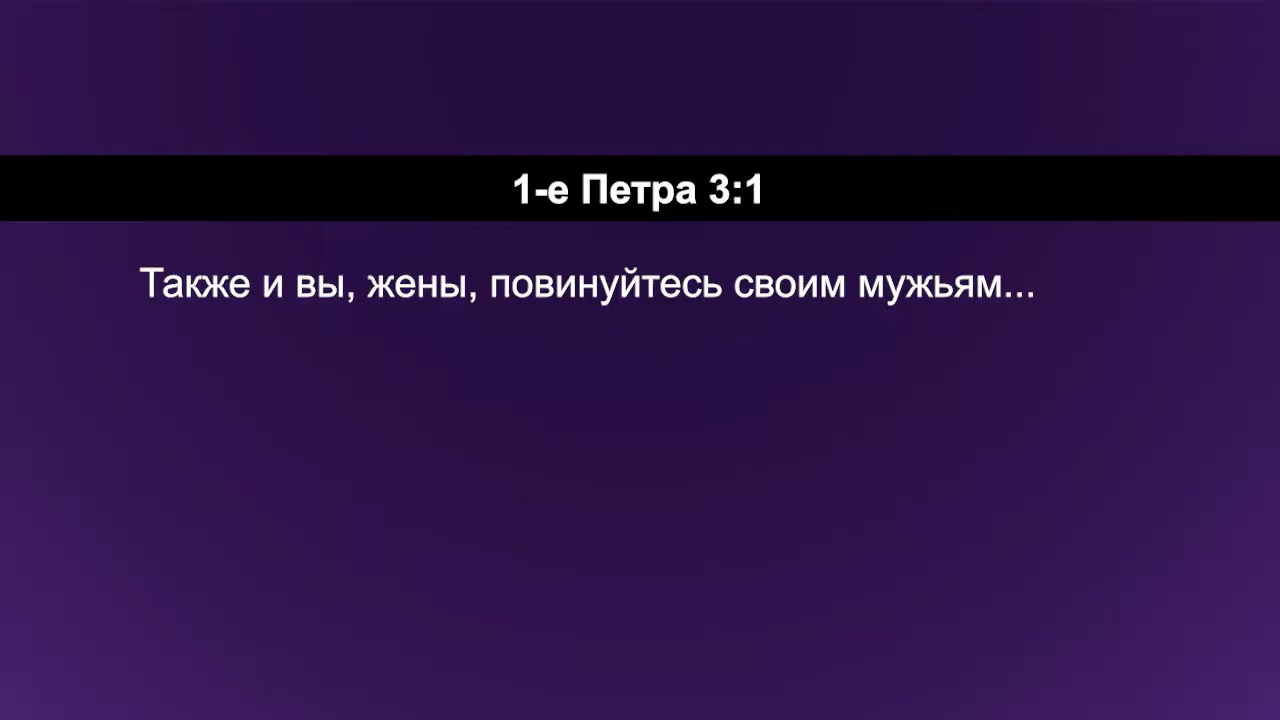 1-е Петра 3:1
Также и вы, жены, повинуйтесь своим мужьям...